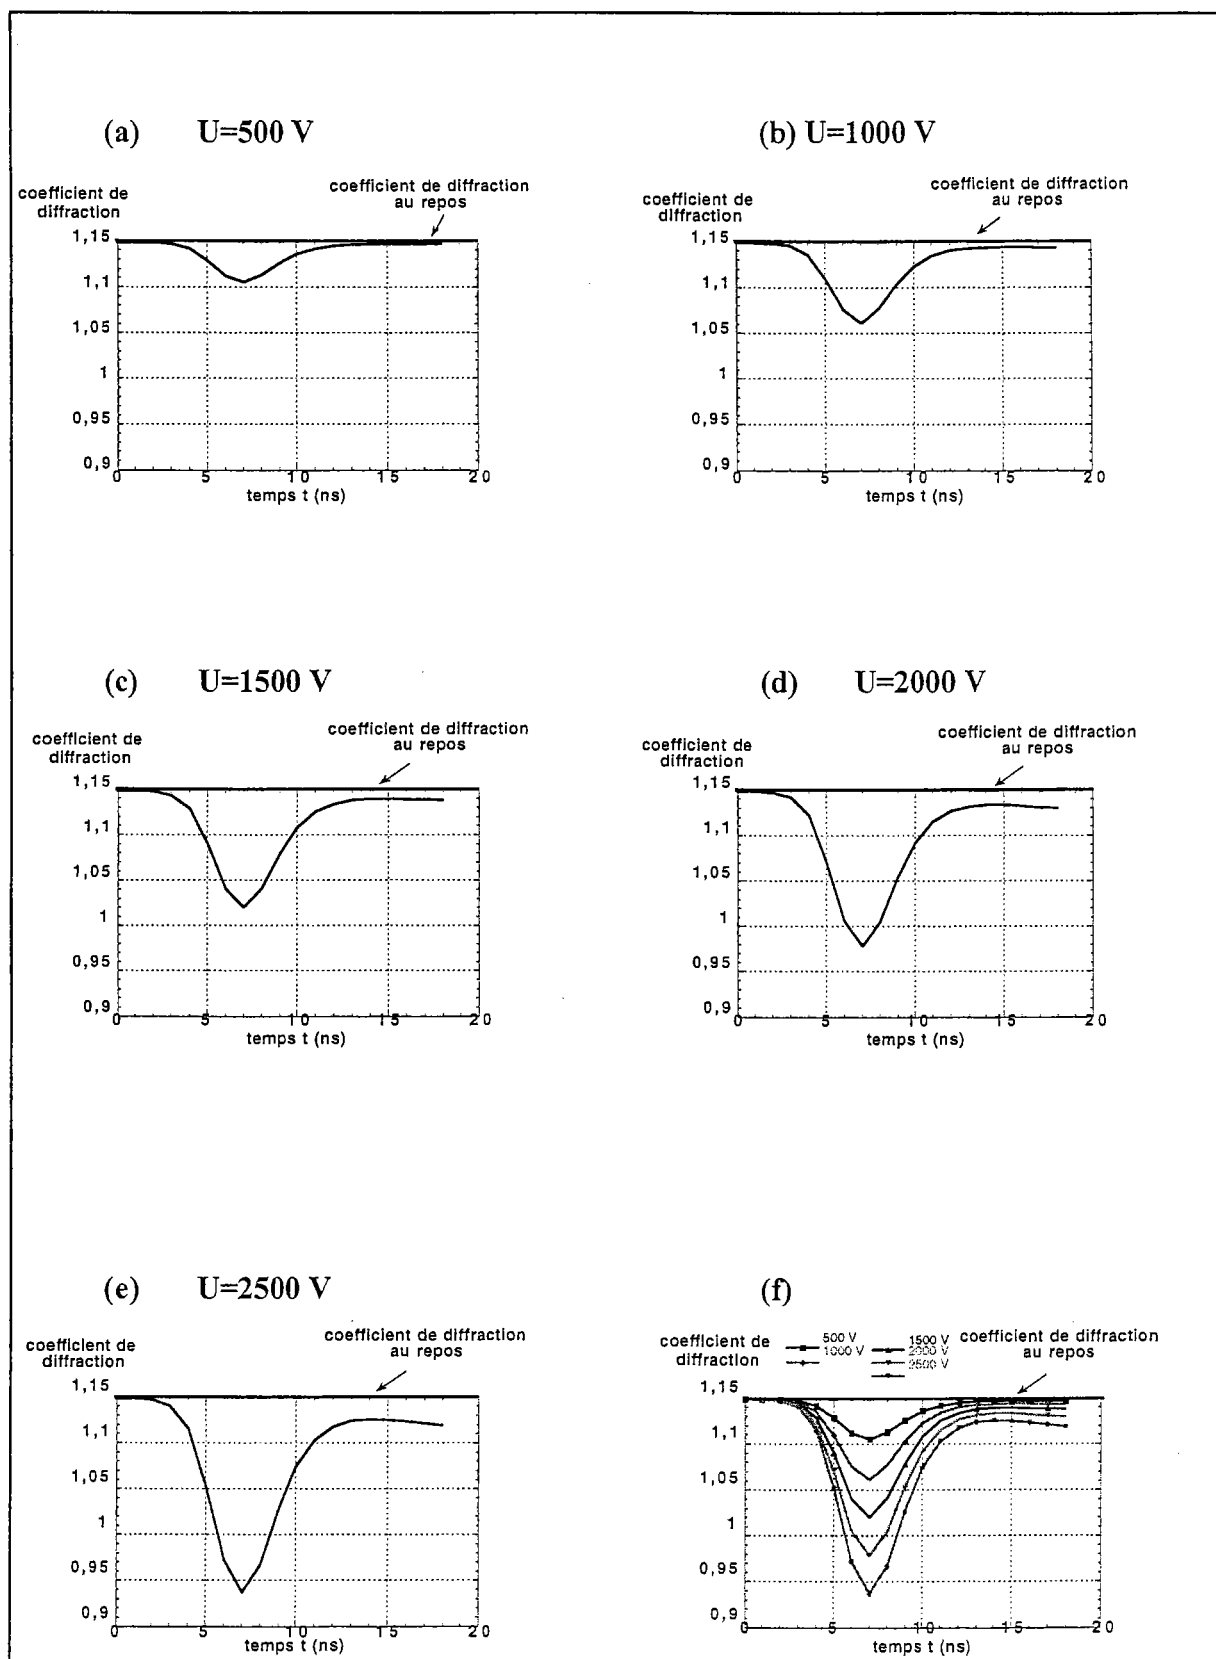 (a) U=500 V
coefficient de
diffraction
coefficient de diffraction
au repos
1,15
1,1
1,05
1
0,95
0,9
0 5 10 15 20
temps t (ns)
(b) U=1000 V
coefficient de
diffraction
coefficient de diffraction
au repos
1,15
1,1
1,05
1
0,95
0,9
0 5 10 15 20
temps t (ns)
(c) U=1500 V
coefficient de
diffraction
coefficient de diffraction
au repos
1,15
1,1
1,05
1
0,95
0,9
0 5 10 15 20
temps t (ns)
(d) U=2000 V
coefficient de
diffraction
coefficient de diffraction
au repos
1,15
1,1
1,05
1
0,95
0,9
0 5 10 15 20
temps t (ns)
(e) U=2500 V
coefficient de
diffraction
coefficient de diffraction
au repos
1,15
1,1
1,05
1
0,95
0,9
0 5 10 15 20
temps t (ns)
(f)
coefficient de
diffraction
500 V
1000 V
1500 V
2000 V
2500 V
coefficient de diffraction
au repos
1,15
1,1
1,05
1
0,95
0,9
0 5 10 15 20
temps t (ns)